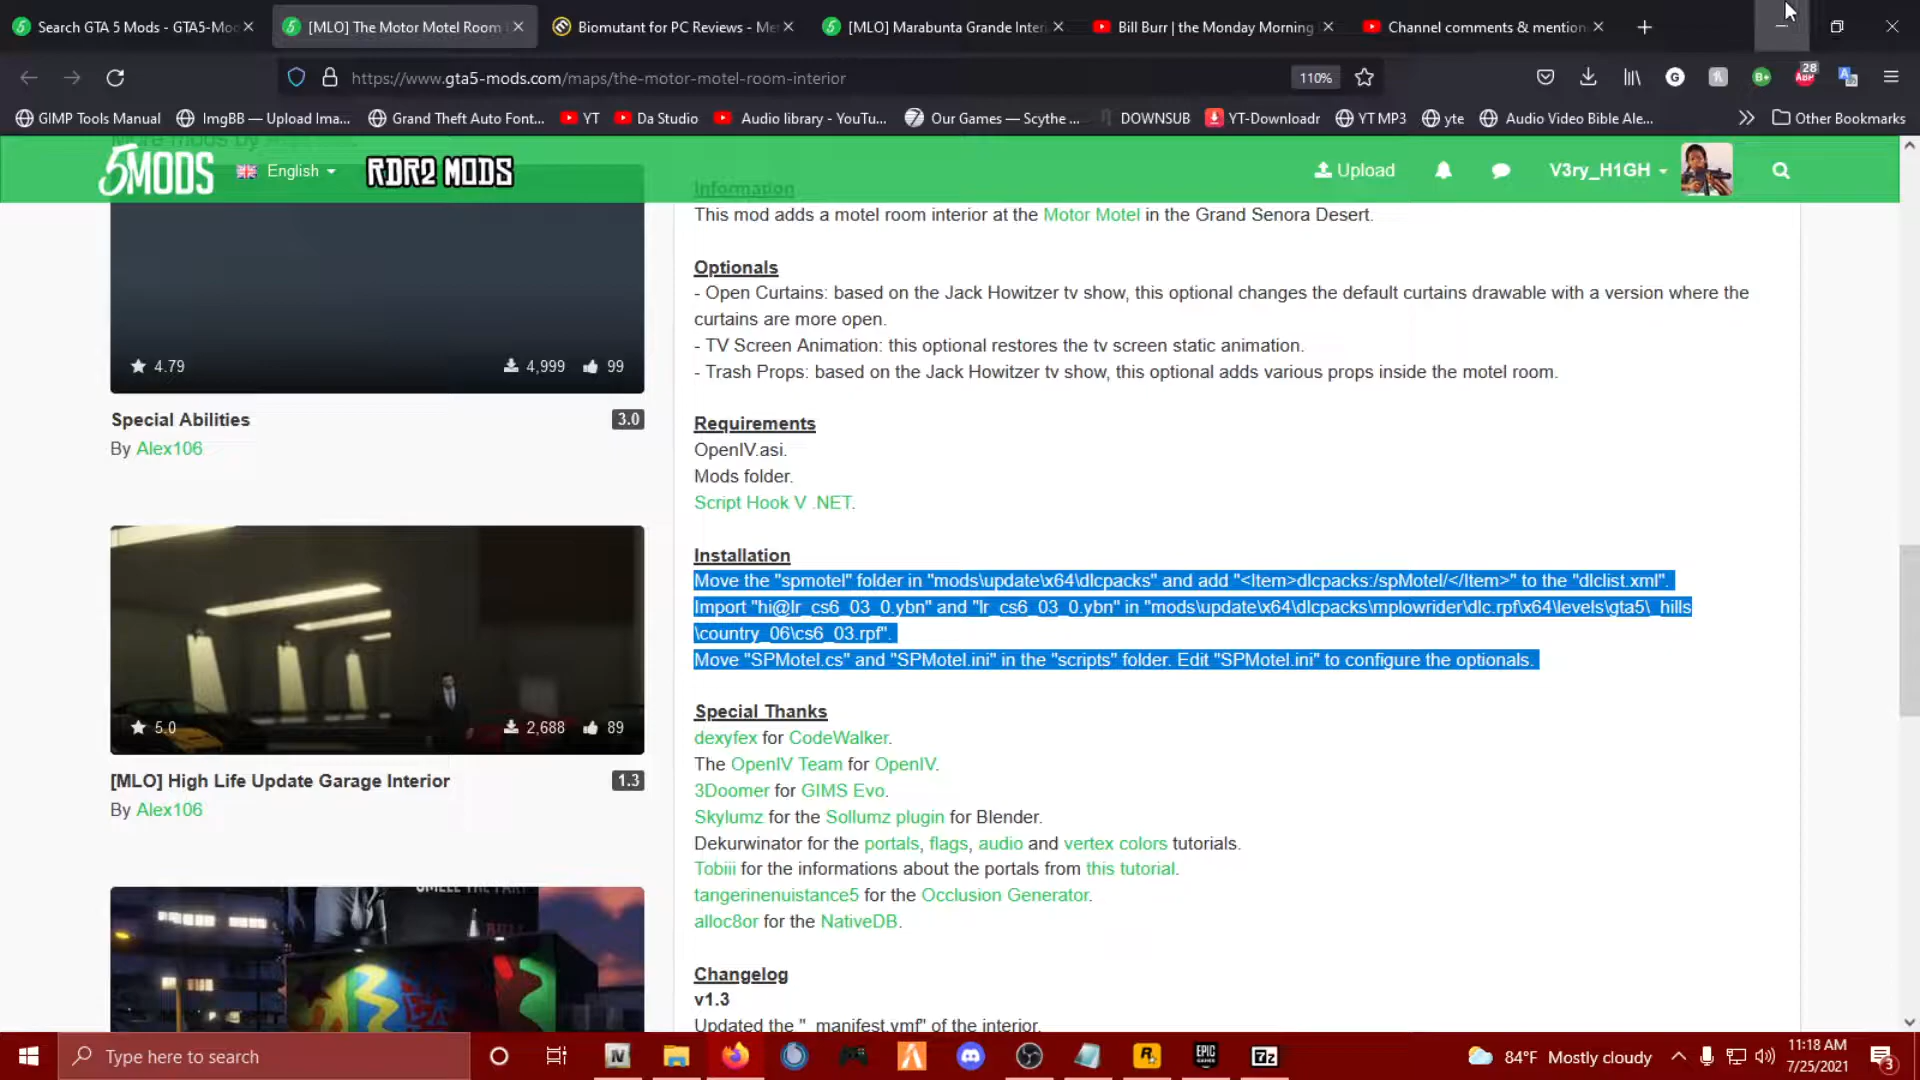 Search GTA 5 Mods - GTA5-Mo
[MLO] The Motor Motel Room
Biomutant for PC Reviews - Me
[MLO] Marabunta Grande Inter
Bill Burr | the Monday Morning
Channel comments & mention
https://www.gta5-mods.com/maps/the-motor-motel-room-interior
110%
28
GIMP Tools Manual
ImgBB — Upload Ima...
Grand Theft Auto Font...
YT
Da Studio
Audio library - YouTu...
Our Games — Scythe ...
DOWNSUB
YT-Downloadr
YT MP3
yte
Audio Video Bible Ale...
Other Bookmarks
5MODS
English
RDR2 MODS
Upload
V3ry_H1GH
4.79
4,999
99
Special Abilities
3.0
By Alex106
5.0
2,688
89
[MLO] High Life Update Garage Interior
1.3
By Alex106
Information
This mod adds a motel room interior at the Motor Motel in the Grand Senora Desert.
Optionals
- Open Curtains: based on the Jack Howitzer tv show, this optional changes the default curtains drawable with a version where the
curtains are more open.
- TV Screen Animation: this optional restores the tv screen static animation.
- Trash Props: based on the Jack Howitzer tv show, this optional adds various props inside the motel room.
Requirements
OpenIV.asi.
Mods folder.
Script Hook V .NET.
Installation
Move the "spmotel" folder in "mods\update\x64\dlcpacks" and add "<Item>dlcpacks:/spMotel/</Item>" to the "dlclist.xml".
Import "hi@lr_cs6_03_0.ybn" and "lr_cs6_03_0.ybn" in "mods\update\x64\dlcpacks\mplowrider\dlc.rpf\x64\levels\gta5\_hills
\country_06\cs6_03.rpf".
Move "SPMotel.cs" and "SPMotel.ini" in the "scripts" folder. Edit "SPMotel.ini" to configure the optionals.
Special Thanks
dexyfex for CodeWalker.
The OpenIV Team for OpenIV.
3Doomer for GIMS Evo.
Skylumz for the Sollumz plugin for Blender.
Dekurwinator for the portals, flags, audio and vertex colors tutorials.
Tobiii for the informations about the portals from this tutorial.
tangerinenuistance5 for the Occlusion Generator.
alloc8or for the NativeDB.
Changelog
v1.3
Updated the "_manifest.ymf" of the interior.
Type here to search
84°F Mostly cloudy
11:18 AM
7/25/2021
3